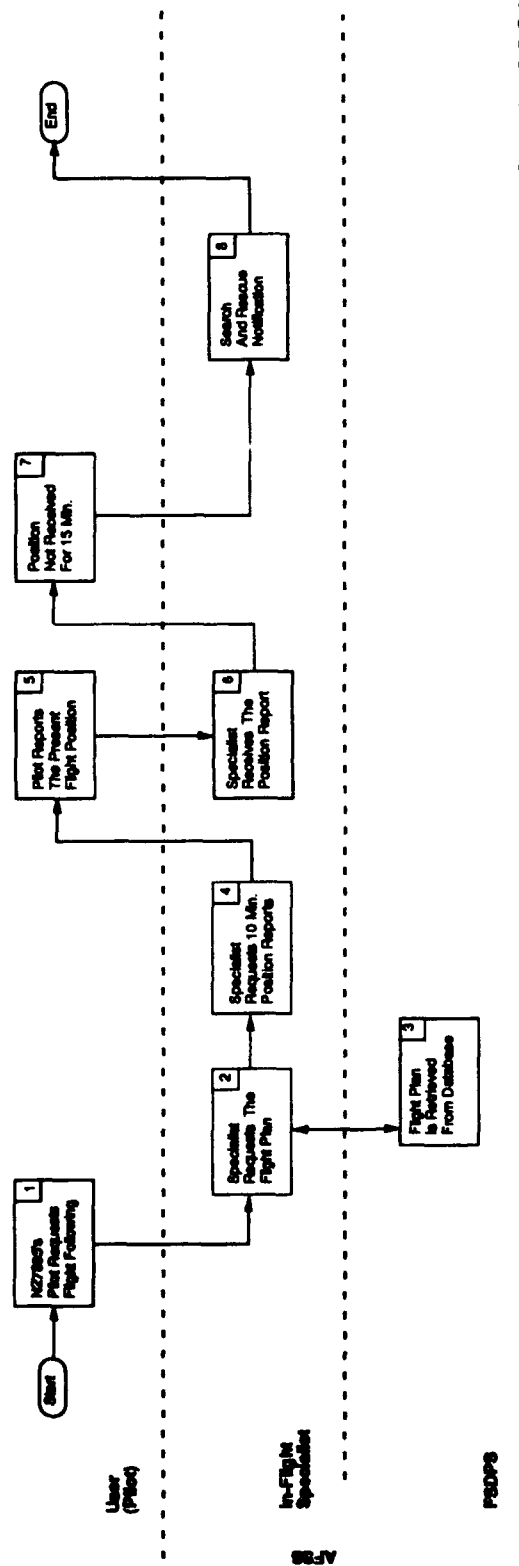 Start
1
Pilot Requests
Flight Following
2
Specialist
Requests The
Flight Plan
3
Flight Plan
Is Retrieved
From Database
4
Specialist
Requests 10 Min.
Position Reports
5
Pilot Reports
The Present
Flight Position
6
Specialist
Receives The
Position Report
7
Position
Not Received
For 15 Min.
8
Search
And Rescue
Notification
End
User
(Pilot)
In-Flight
Specialist